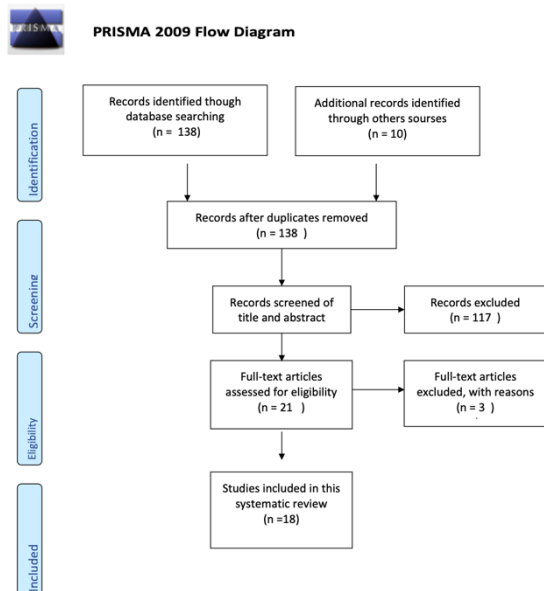 PRISMA
PRISMA 2009 Flow Diagram
Identification
Records identified though
database searching
(n = 138)
Additional records identified
through others sourses
(n = 10)
Records after duplicates removed
(n = 138 )
Screening
Records screened of
title and abstract
Records excluded
(n = 117 )
Eligibility
Full-text articles
assessed for eligibility
(n = 21 )
Full-text articles
excluded, with reasons
(n = 3 )
Included
Studies included in this
systematic review
(n =18)